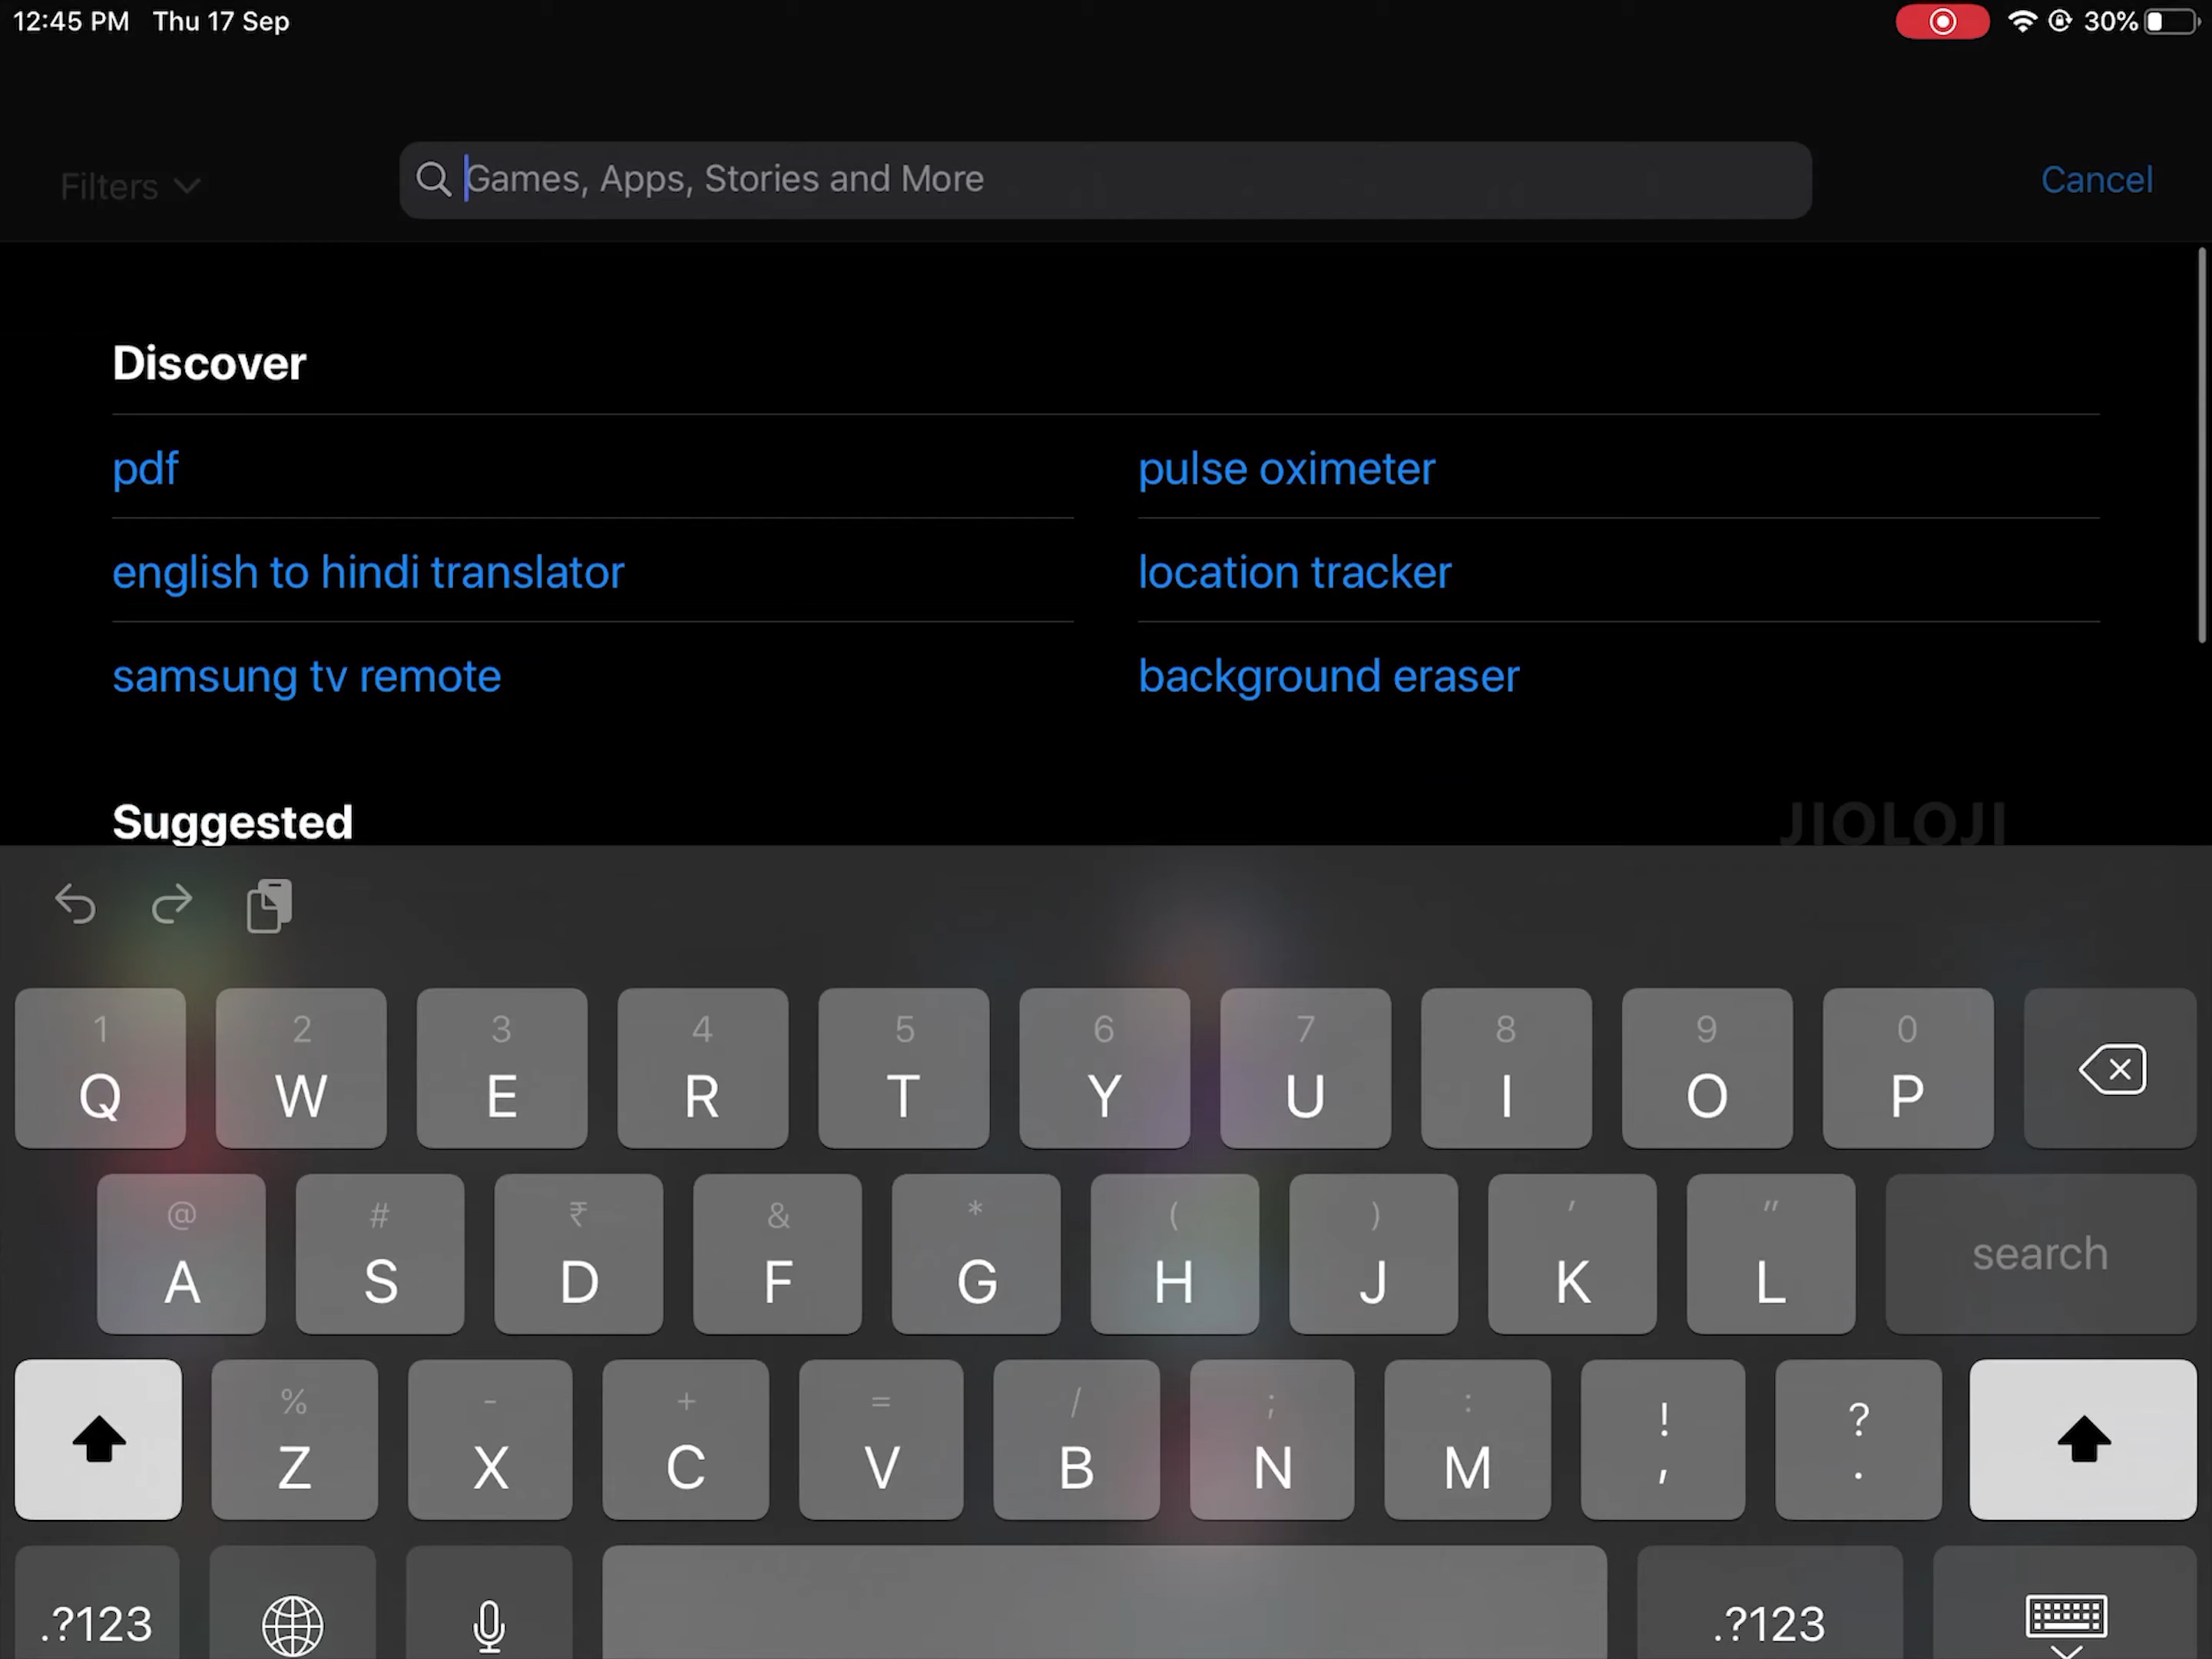 12:45 PM Thu 17 Sep 30%
Filters Games, Apps, Stories and More Cancel
Discover
pdf pulse oximeter
english to hindi translator location tracker
samsung tv remote background eraser
Suggested JIOLOJI
1 2 3 4 5 6 7 8 9 0
Q W E R T Y U I O P
@ # ₹ & * ( ) ' "
A S D F G H J K L search
% - + = / ; : ! ?
Z X C V B N M , .
.?123 .?123